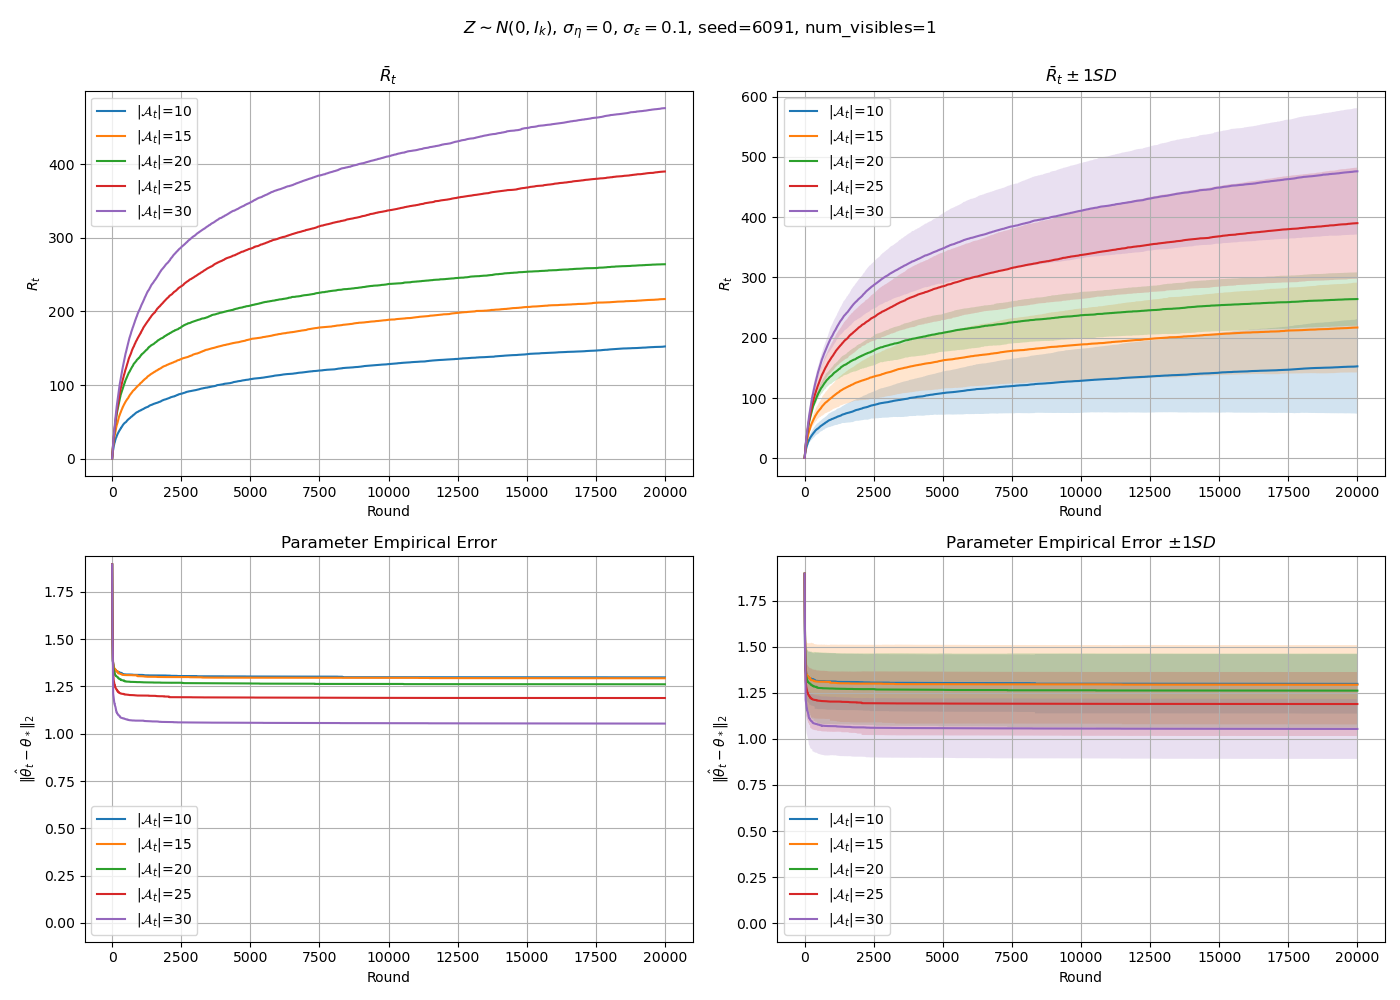 Z ∼ N(0, I_k), σ_η = 0, σ_ε = 0.1, seed=6091, num_visibles=1
R̄_t
R_t
400
300
200
100
0
|𝒜_t|=10
|𝒜_t|=15
|𝒜_t|=20
|𝒜_t|=25
|𝒜_t|=30
0 2500 5000 7500 10000 12500 15000 17500 20000
Round
R̄_t ± 1SD
R_t
600
500
400
300
200
100
0
|𝒜_t|=10
|𝒜_t|=15
|𝒜_t|=20
|𝒜_t|=25
|𝒜_t|=30
0 2500 5000 7500 10000 12500 15000 17500 20000
Round
Parameter Empirical Error
‖θ̂_t − θ_*‖_2
1.75
1.50
1.25
1.00
0.75
0.50
0.25
0.00
|𝒜_t|=10
|𝒜_t|=15
|𝒜_t|=20
|𝒜_t|=25
|𝒜_t|=30
0 2500 5000 7500 10000 12500 15000 17500 20000
Round
Parameter Empirical Error ±1SD
‖θ̂_t − θ_*‖_2
1.75
1.50
1.25
1.00
0.75
0.50
0.25
0.00
|𝒜_t|=10
|𝒜_t|=15
|𝒜_t|=20
|𝒜_t|=25
|𝒜_t|=30
0 2500 5000 7500 10000 12500 15000 17500 20000
Round